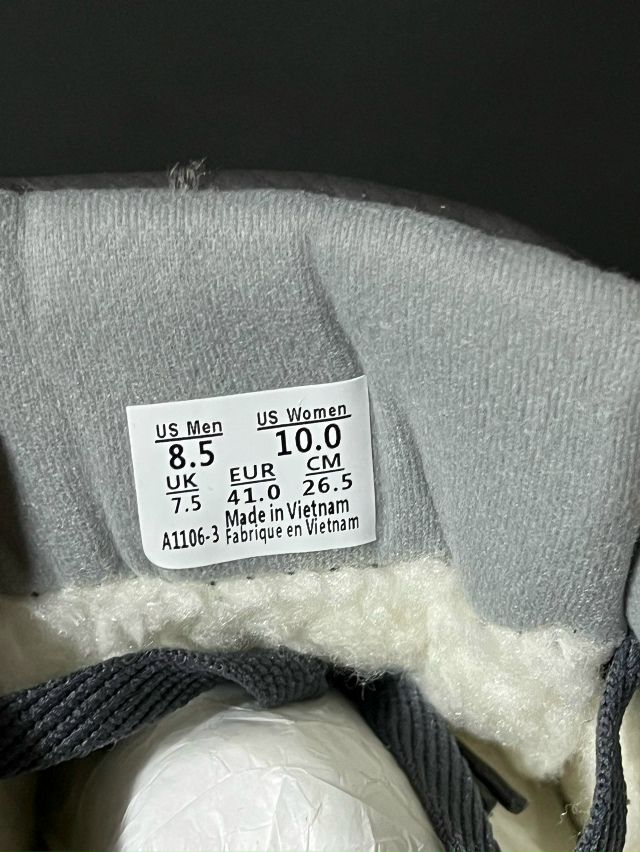 US Men US Women
8.5 10.0
UK EUR CM
7.5 41.0 26.5
Made in Vietnam
A1106-3 Fabrique en Vietnam